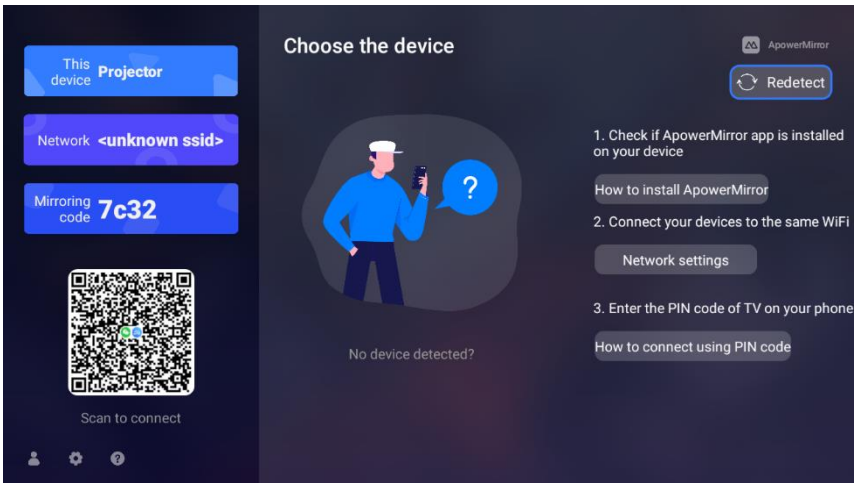 This
device Projector
Network <unknown ssid>
Mirroring
code 7c32
Scan to connect
Choose the device
?
No device detected?
ApowerMirror
Redetect
1. Check if ApowerMirror app is installed
on your device
How to install ApowerMirror
2. Connect your devices to the same WiFi
Network settings
3. Enter the PIN code of TV on your phone
How to connect using PIN code